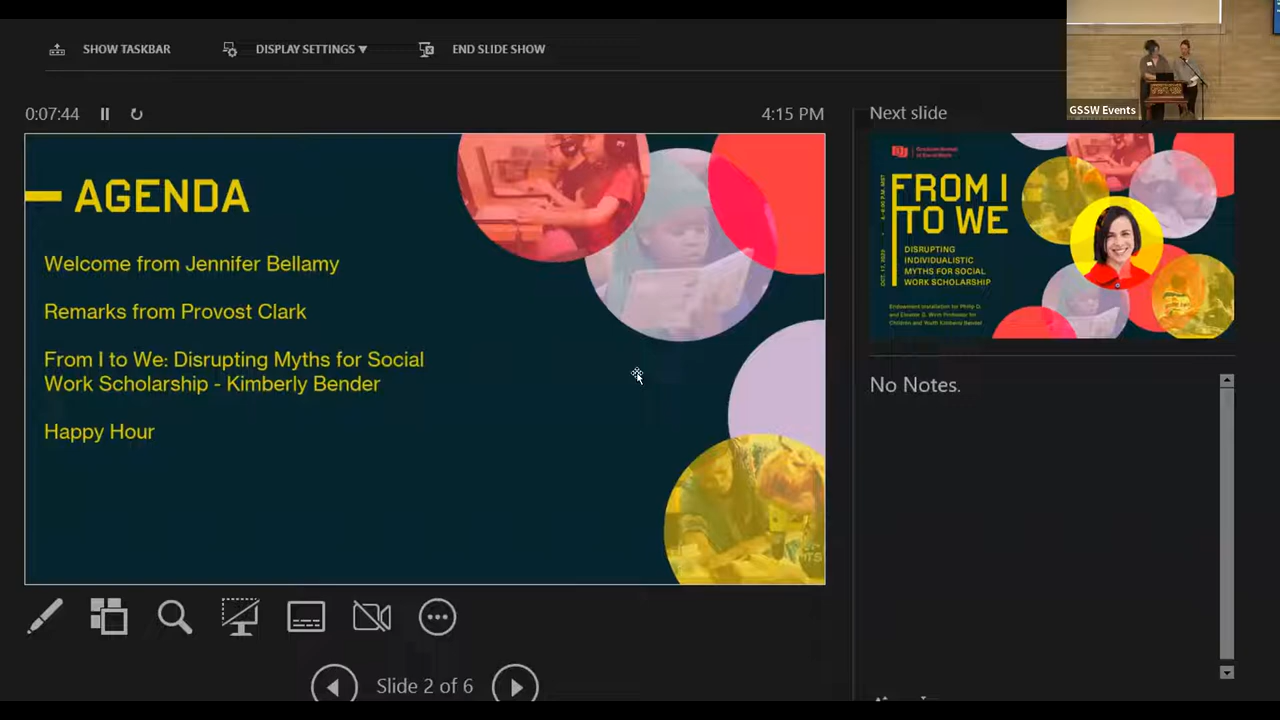 SHOW TASKBAR
DISPLAY SETTINGS ▾
END SLIDE SHOW
GSSW Events
0:07:44
4:15 PM
Next slide
AGENDA
Welcome from Jennifer Bellamy
Remarks from Provost Clark
From I to We: Disrupting Myths for Social
Work Scholarship - Kimberly Bender
Happy Hour
FROM I
TO WE
DISRUPTING
INDIVIDUALISTIC
MYTHS FOR SOCIAL
WORK SCHOLARSHIP
No Notes.
Slide 2 of 6